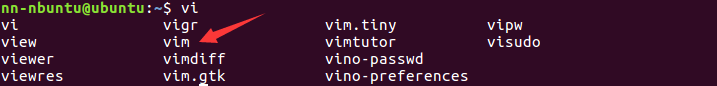 nn-nbuntu@ubuntu:~$ vi
vi vigr vim.tiny vipw
view vim vimtutor visudo
viewer vimdiff vino-passwd
viewres vim.gtk vino-preferences